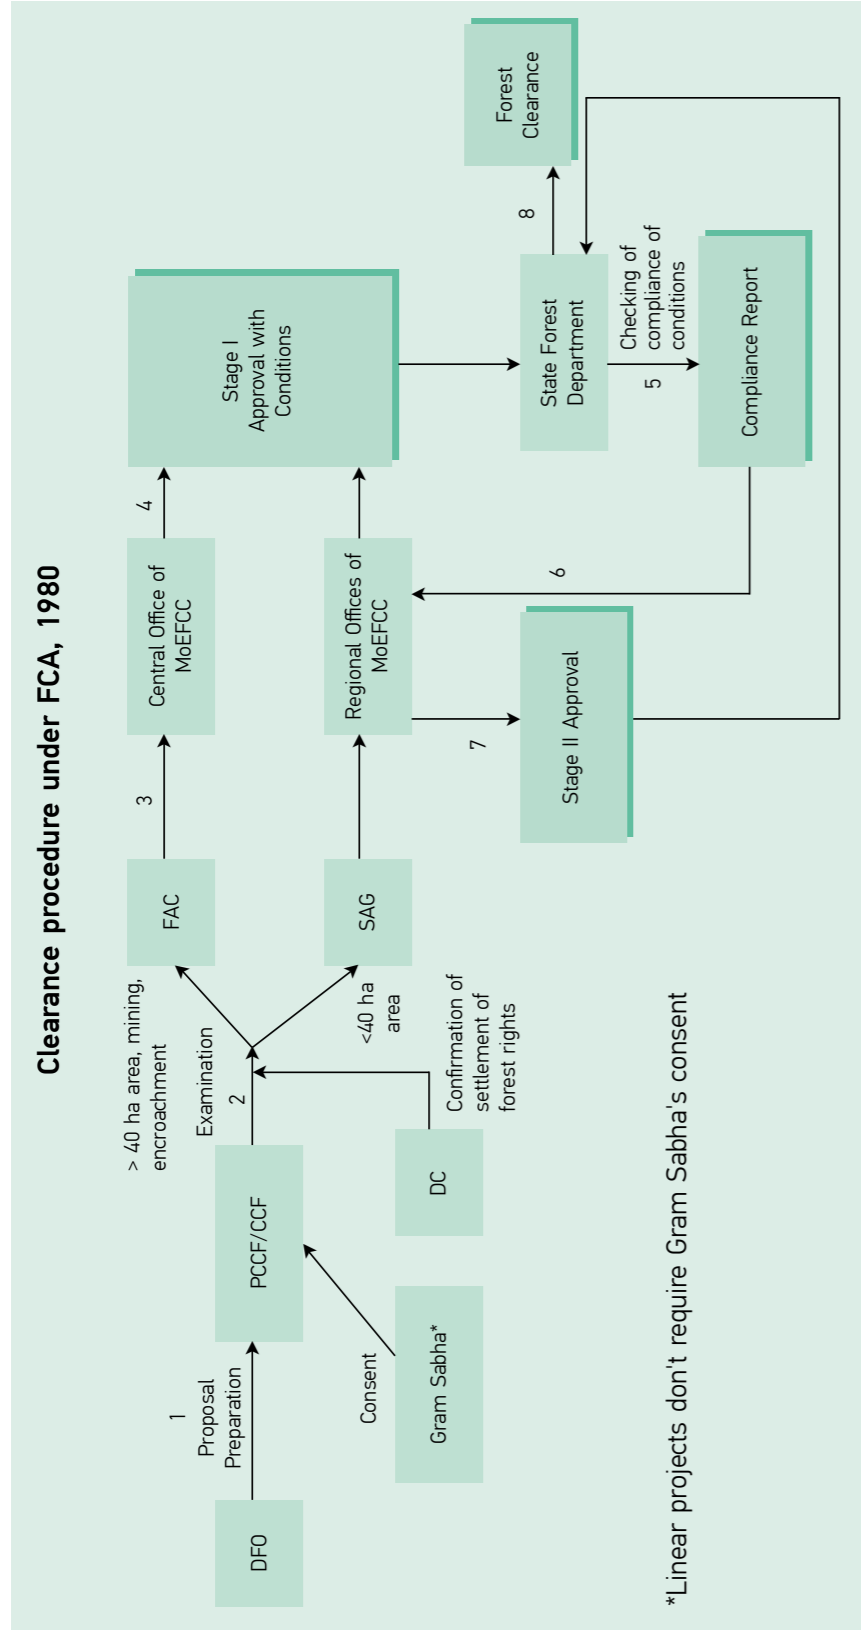 Clearance procedure under FCA, 1980
DFO
1
Proposal
Preparation
PCCF/CCF
Gram Sabha*
Consent
DC
Confirmation of
settlement of
forest rights
Examination
2
> 40 ha area, mining,
encroachment
<40 ha
area
FAC
SAG
3
Central Office of
MoEFCC
Regional Offices of
MoEFCC
4
Stage I
Approval with
Conditions
State Forest
Department
5
Checking of
compliance of
conditions
Compliance Report
6
7
Stage II Approval
8
Forest
Clearance
*Linear projects don't require Gram Sabha's consent